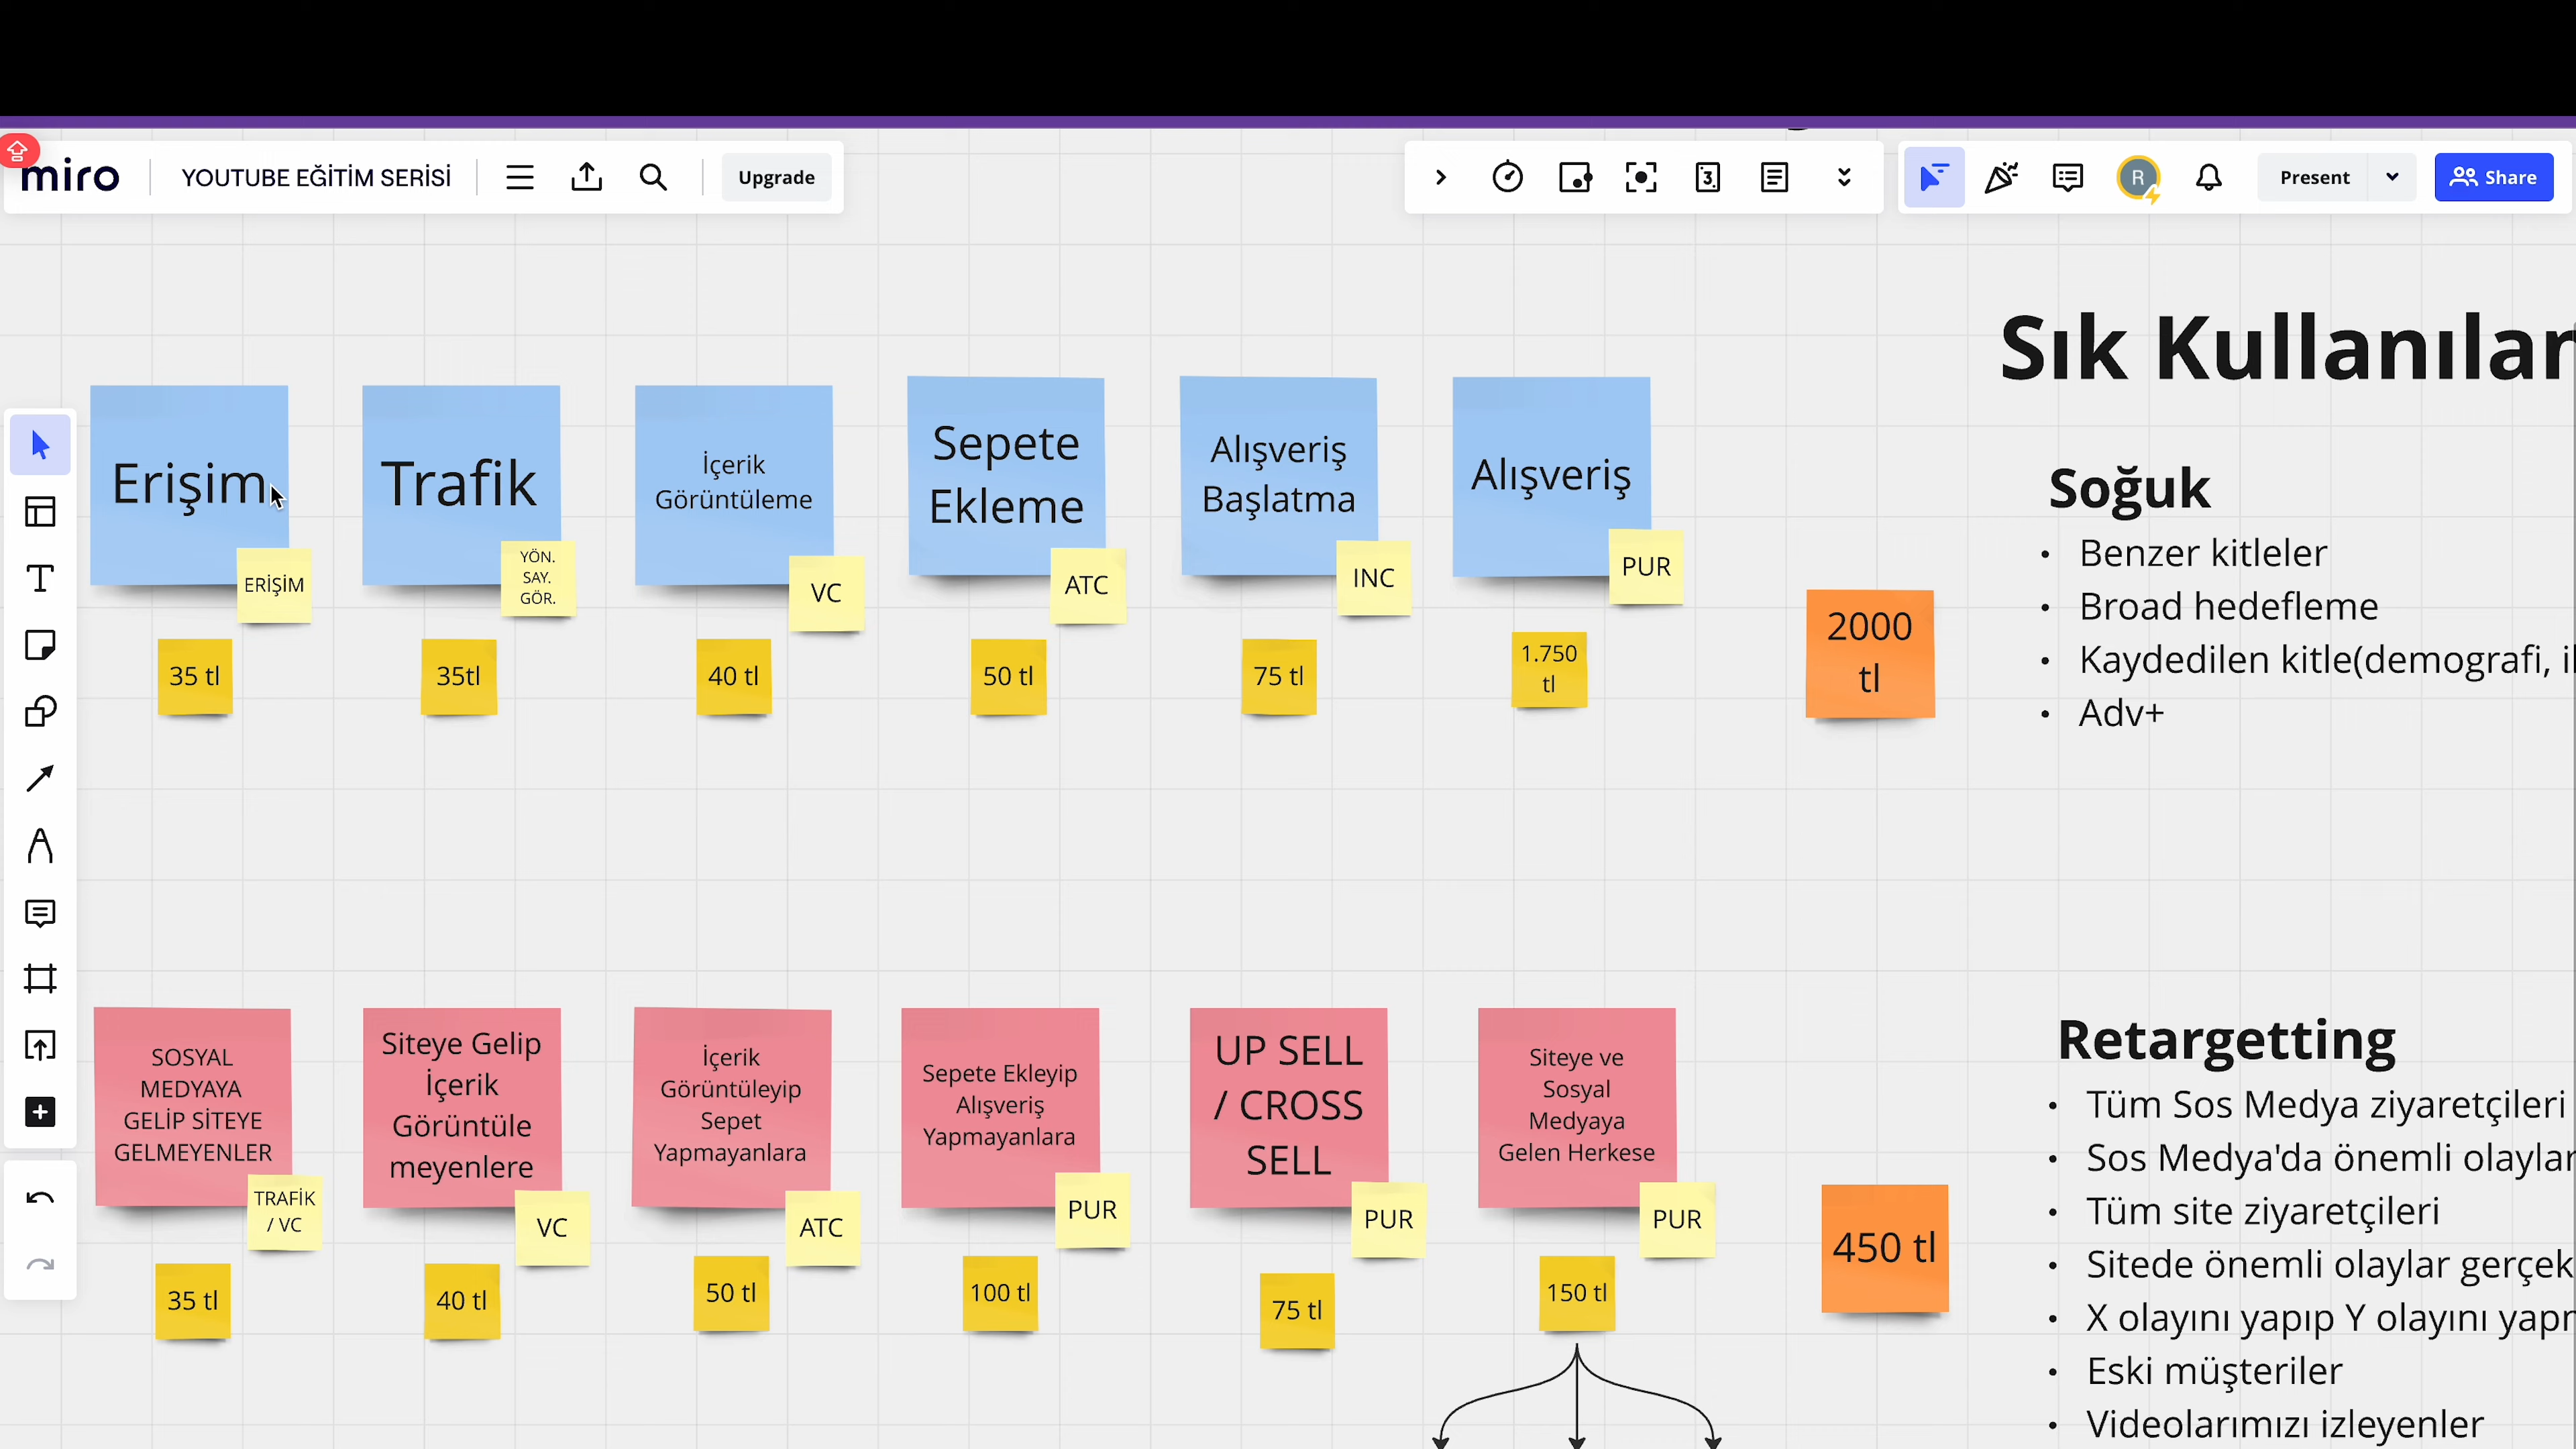 miro
YOUTUBE EĞİTİM SERİSİ
Upgrade
3
R
Present
Share
Sık Kullanılan
Erişim
ERİŞİM
35 tl
Trafik
YÖN.
SAY.
GÖR.
35tl
İçerik
Görüntüleme
VC
40 tl
Sepete
Ekleme
ATC
50 tl
Alışveriş
Başlatma
INC
75 tl
Alışveriş
PUR
1.750
tl
2000
tl
Soğuk
• Benzer kitleler
• Broad hedefleme
• Kaydedilen kitle(demografi,
• Adv+
SOSYAL
MEDYAYA
GELİP SİTEYE
GELMEYENLER
TRAFİK
/ VC
35 tl
Siteye Gelip
İçerik
Görüntüle
meyenlere
VC
40 tl
İçerik
Görüntüleyip
Sepet
Yapmayanlara
ATC
50 tl
Sepete Ekleyip
Alışveriş
Yapmayanlara
PUR
100 tl
UP SELL
/ CROSS
SELL
PUR
75 tl
Siteye ve
Sosyal
Medyaya
Gelen Herkese
PUR
150 tl
450 tl
Retargetting
• Tüm Sos Medya ziyaretçileri
• Sos Medya'da önemli olaylar
• Tüm site ziyaretçileri
• Sitede önemli olaylar gerçek
• X olayını yapıp Y olayını
• Eski müşteriler
• Videolarımızı izleyenler